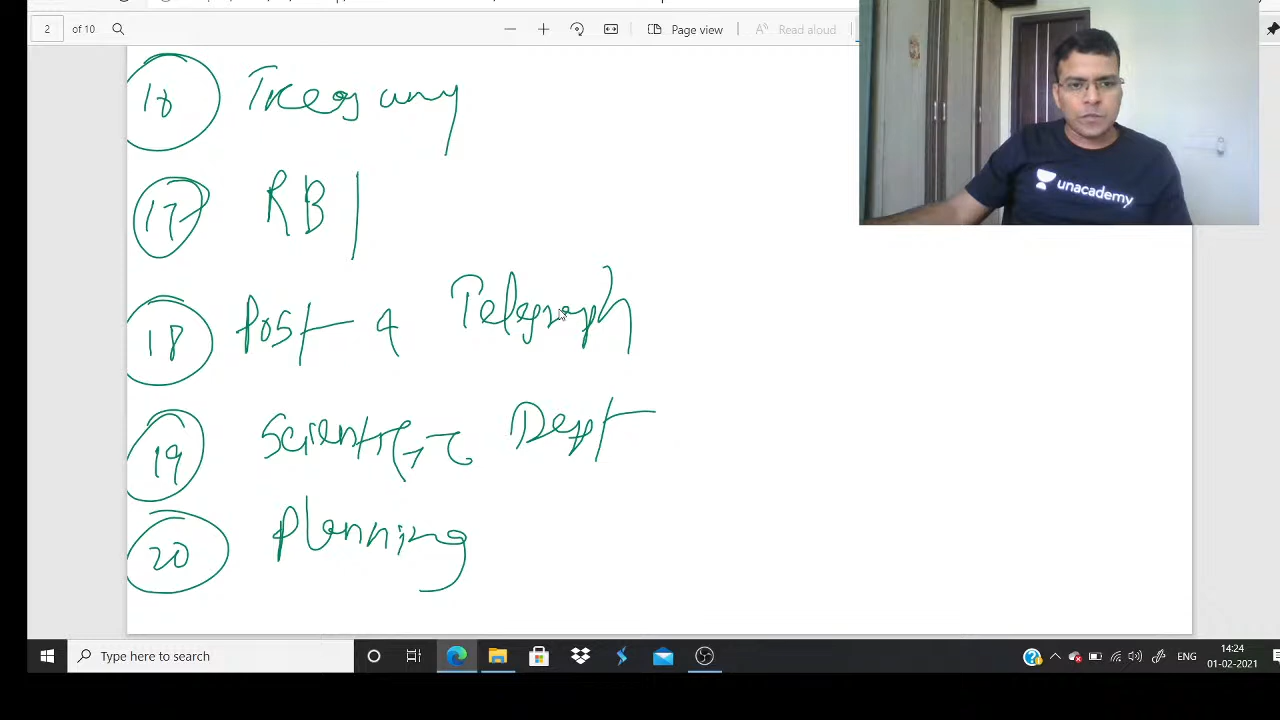 2 of 10 Page view Read aloud
16 Treasury
17 RBI
18 Post & Telegraph
19 Scientific Dept
20 Planning
unacademy
Type here to search
ENG
14:24
01-02-2021